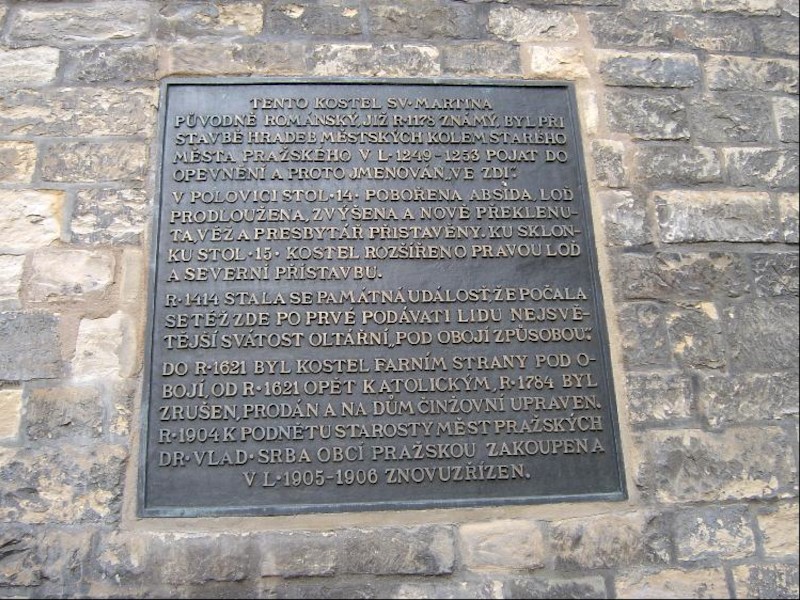 TENTO KOSTEL SV·MARTINA
PŮVODNĚ ROMÁNSKÝ, JIŽ R·1178 ZNÁMÝ, BYL PŘI
STAVBĚ HRADEB MĚSTSKÝCH KOLEM STARÉHO
MĚSTA PRAŽSKÉHO V L·1249-1253 POJAT DO
OPEVNĚNÍ A PROTO JMENOVÁN „VE ZDI“.
V POLOVICI STOL·14· POBOŘENA ABSIDA, LOĎ
PRODLOUŽENA, ZVÝŠENA A NOVĚ PŘEKLENU-
TA, VĚŽ A PRESBYTÁŘ PŘISTAVĚNY. KU SKLON-
KU STOL·15· KOSTEL ROZŠÍŘENO PRAVOU LOĎ
A SEVERNÍ PŘÍSTAVBU.
R·1414 STALA SE PAMÁTNÁ UDÁLOST, ŽE POČALA
SE TÉŽ ZDE PO PRVÉ PODÁVATI LIDU NEJSVĚ-
TĚJŠÍ SVÁTOST OLTÁŘNÍ „POD OBOJÍ ZPŮSOBOU“.
DO R·1621 BYL KOSTEL FARNÍM STRANY POD O-
BOJÍ, OD R·1621 OPĚT KATOLICKÝM, R·1784 BYL
ZRUŠEN, PRODÁN A NA DŮM ČINŽOVNÍ UPRAVEN.
R·1904 K PODNĚTU STAROSTY MĚST PRAŽSKÝCH
DR·VLAD·SRBA OBCÍ PRAŽSKOU ZAKOUPEN A
V L·1905-1906 ZNOVUZŘÍZEN.